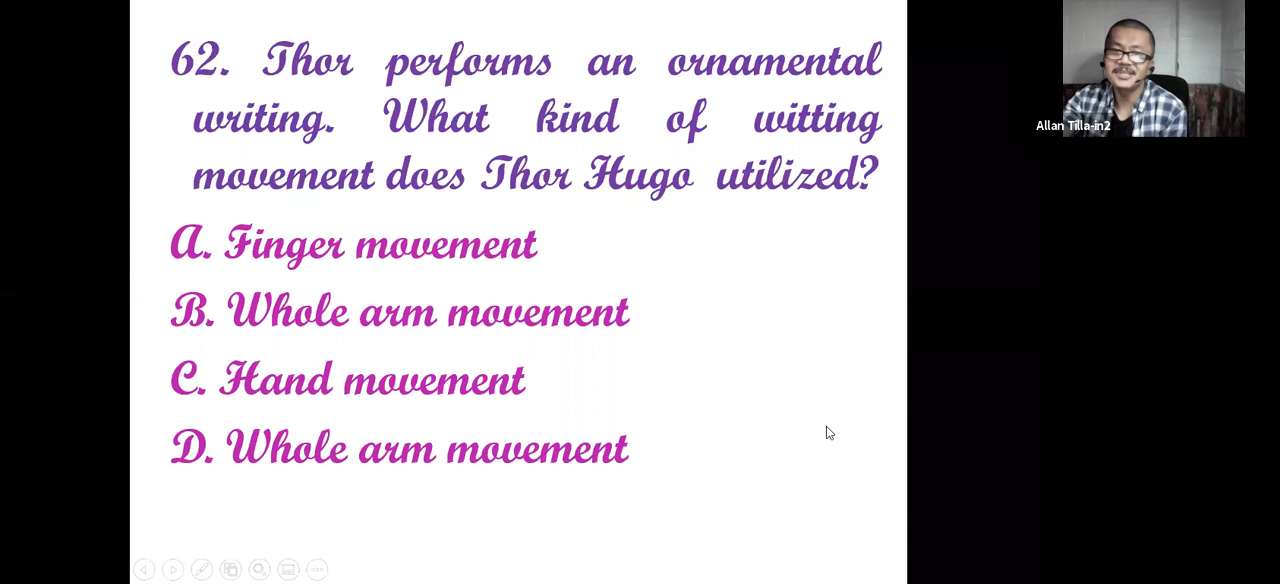 62. Thor performs an ornamental
writing. What kind of witting
movement does Thor Hugo utilized?
A. Finger movement
B. Whole arm movement
C. Hand movement
D. Whole arm movement
Allan Tilla-in2